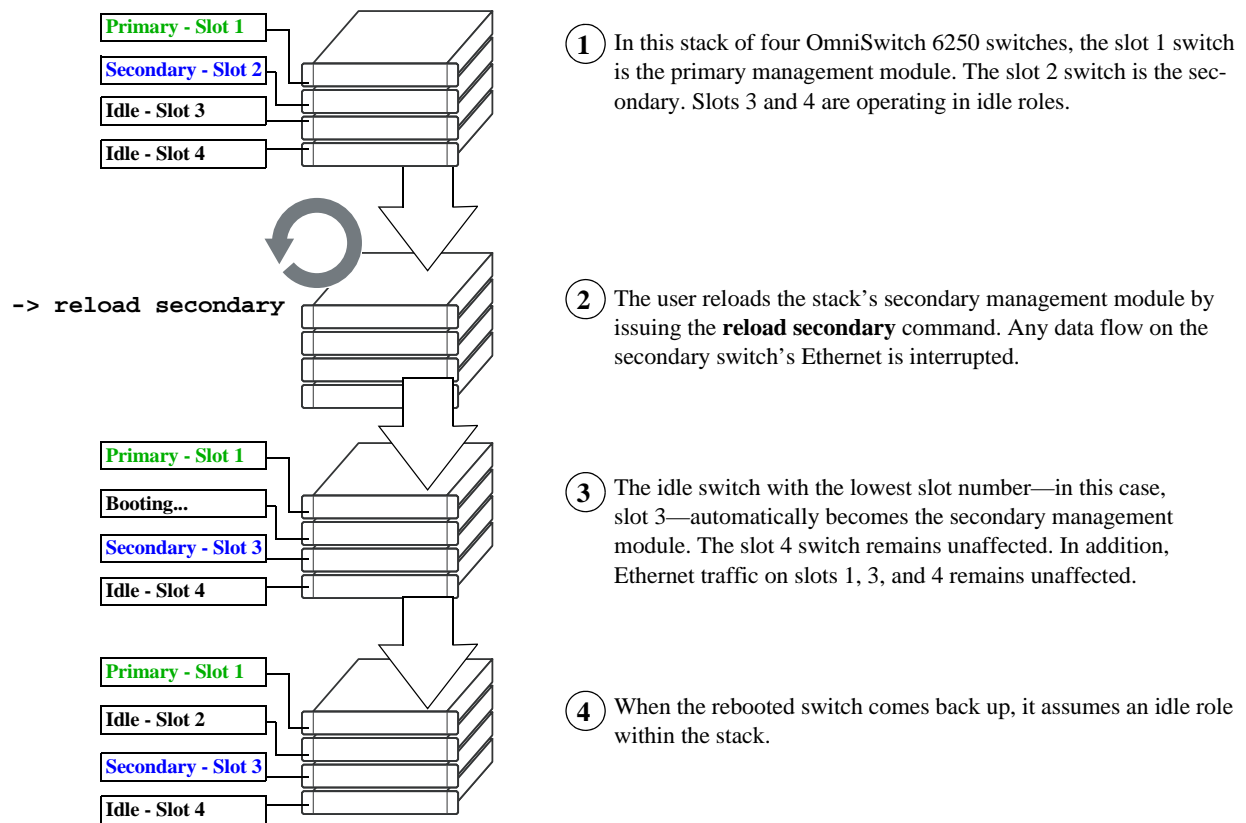 Primary - Slot 1
Secondary - Slot 2
Idle - Slot 3
Idle - Slot 4
1 In this stack of four OmniSwitch 6250 switches, the slot 1 switch
is the primary management module. The slot 2 switch is the sec-
ondary. Slots 3 and 4 are operating in idle roles.
-> reload secondary
2 The user reloads the stack’s secondary management module by
issuing the reload secondary command. Any data flow on the
secondary switch’s Ethernet is interrupted.
Primary - Slot 1
Booting...
Secondary - Slot 3
Idle - Slot 4
3 The idle switch with the lowest slot number—in this case,
slot 3—automatically becomes the secondary management
module. The slot 4 switch remains unaffected. In addition,
Ethernet traffic on slots 1, 3, and 4 remains unaffected.
Primary - Slot 1
Idle - Slot 2
Secondary - Slot 3
Idle - Slot 4
4 When the rebooted switch comes back up, it assumes an idle role
within the stack.